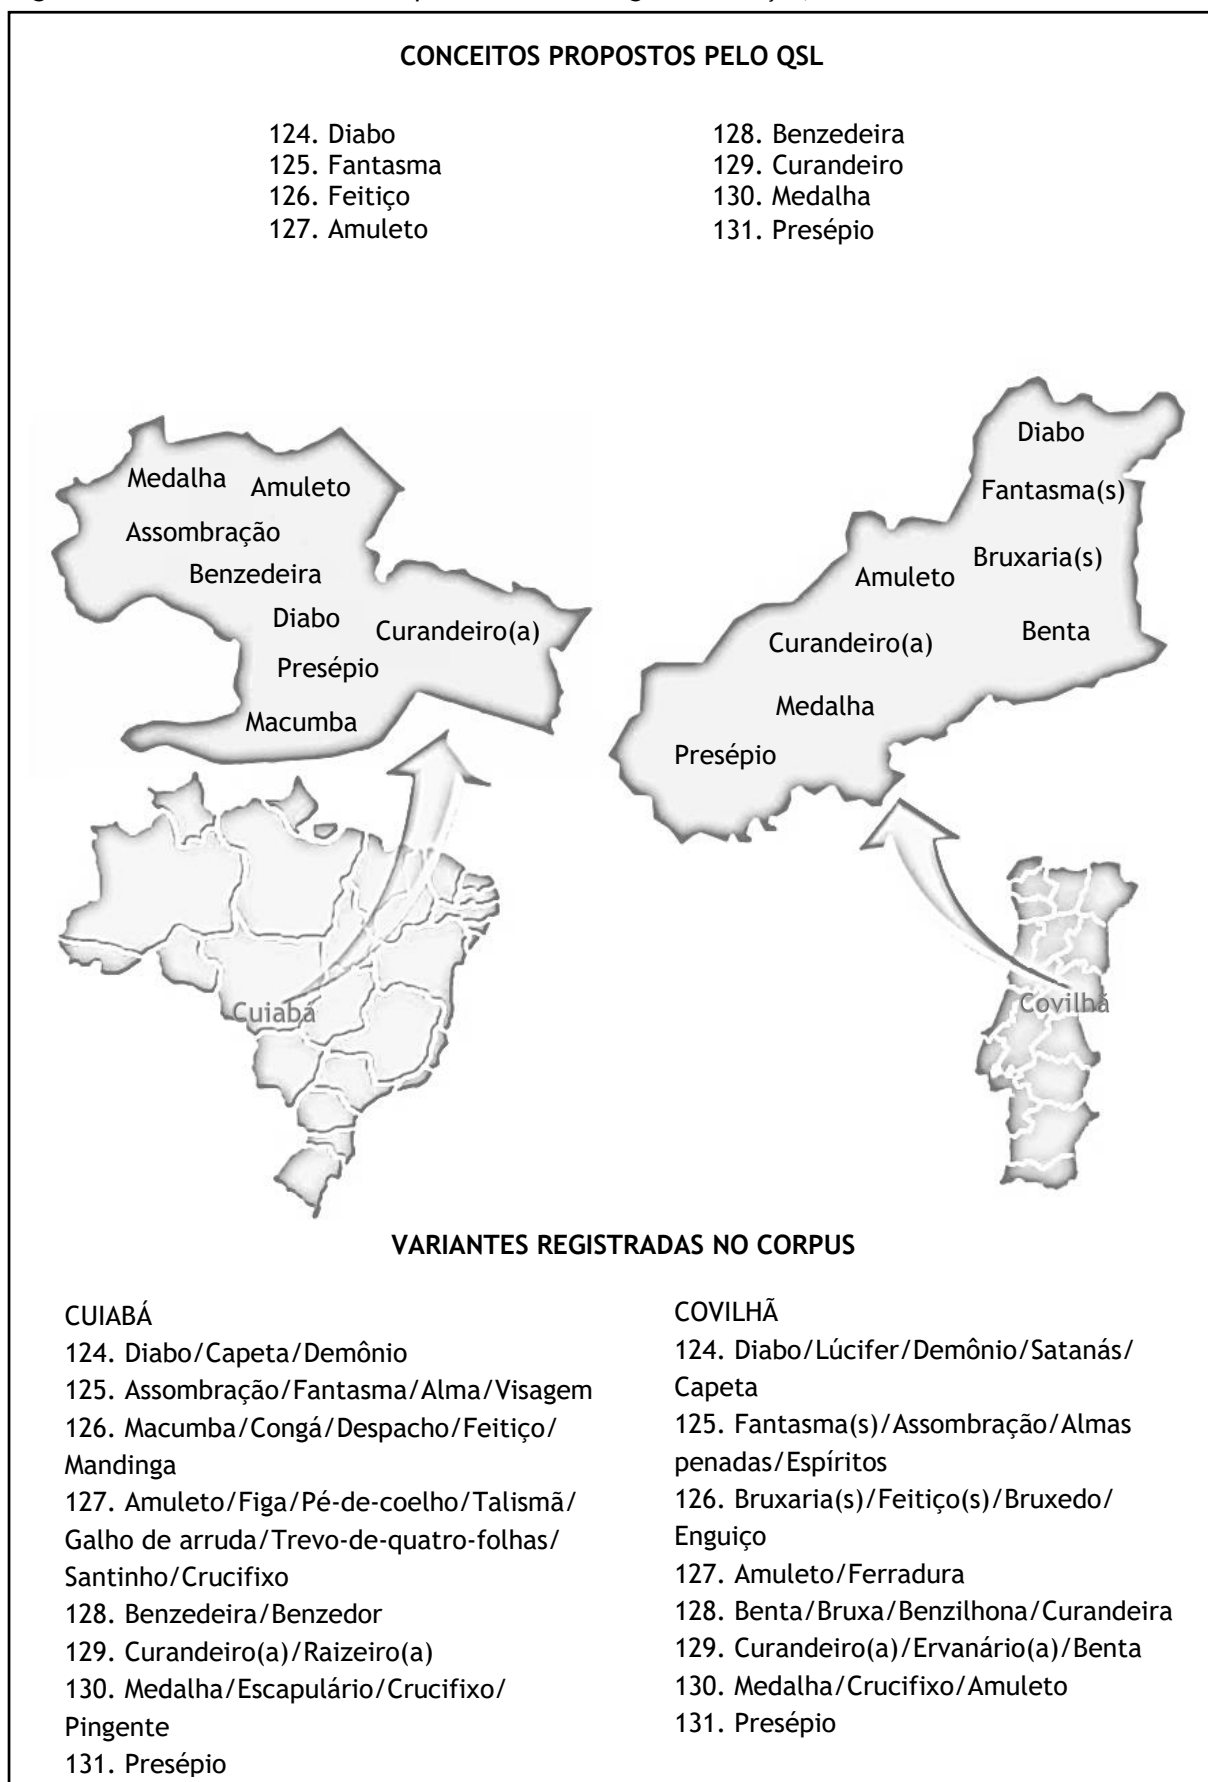 CONCEITOS PROPOSTOS PELO QSL
124. Diabo
125. Fantasma
126. Feitiço
127. Amuleto
128. Benzedeira
129. Curandeiro
130. Medalha
131. Presépio
Medalha
Amuleto
Assombração
Benzedeira
Diabo
Curandeiro(a)
Presépio
Macumba
Diabo
Fantasma(s)
Bruxaria(s)
Amuleto
Benta
Curandeiro(a)
Medalha
Presépio
Cuiabá
Covilhã
VARIANTES REGISTRADAS NO CORPUS
CUIABÁ
124. Diabo/Capeta/Demônio
125. Assombração/Fantasma/Alma/Visagem
126. Macumba/Congá/Despacho/Feitiço/
Mandinga
127. Amuleto/Figa/Pé-de-coelho/Talismã/
Galho de arruda/Trevo-de-quatro-folhas/
Santinho/Crucifixo
128. Benzedeira/Benzedor
129. Curandeiro(a)/Raizeiro(a)
130. Medalha/Escapulário/Crucifixo/
Pingente
131. Presépio
COVILHÃ
124. Diabo/Lúcifer/Demônio/Satanás/
Capeta
125. Fantasma(s)/Assombração/Almas
penadas/Espíritos
126. Bruxaria(s)/Feitiço(s)/Bruxedo/
Enguiço
127. Amuleto/Ferradura
128. Benta/Bruxa/Benzilhona/Curandeira
129. Curandeiro(a)/Ervanário(a)/Benta
130. Medalha/Crucifixo/Amuleto
131. Presépio